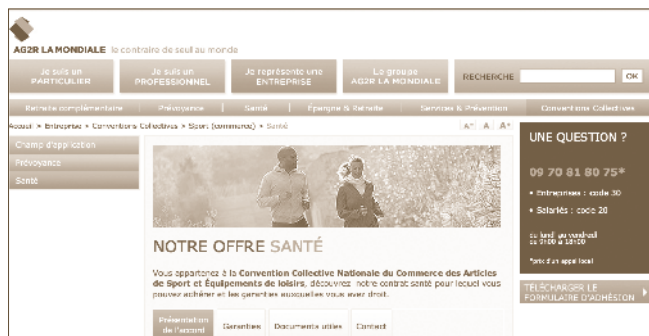 AG2R LA MONDIALE le contraire de seul au monde
Je suis un
PARTICULIER
Je suis un
PROFESSIONNEL
Je représente une
ENTREPRISE
Le groupe
AG2R LA MONDIALE
RECHERCHE
OK
Retraite complémentaire
Prévoyance
Santé
Épargne & Retraite
Services & Prévention
Conventions Collectives
Accueil > Entreprise > Conventions Collectives > Sport (commerce) > Santé
A- A A+
Champ d'application
Prévoyance
Santé
UNE QUESTION ?
09 70 81 80 75*
• Entreprises : code 30
• Salariés : code 20
du lundi au vendredi
de 9h00 à 18h00
*prix d'un appel local
TÉLÉCHARGER LE
FORMULAIRE D'ADHÉSION
NOTRE OFFRE SANTÉ
Vous appartenez à la Convention Collective Nationale du Commerce des Articles
de Sport et Équipements de loisirs, découvrez notre contrat santé pour lequel vous
pouvez adhérer et les garanties auxquelles vous avez droit.
Présentation
de l'accord
Garanties
Documents utiles
Contact